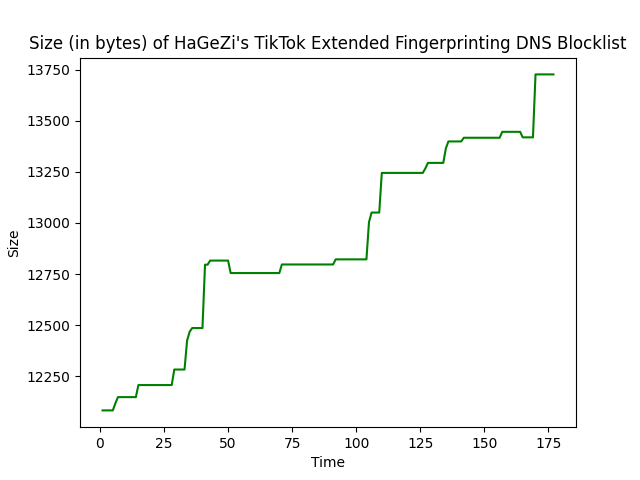 Size (in bytes) of HaGeZi's TikTok Extended Fingerprinting DNS Blocklist
13750
13500
13250
13000
12750
12500
12250
Size
0 25 50 75 100 125 150 175
Time